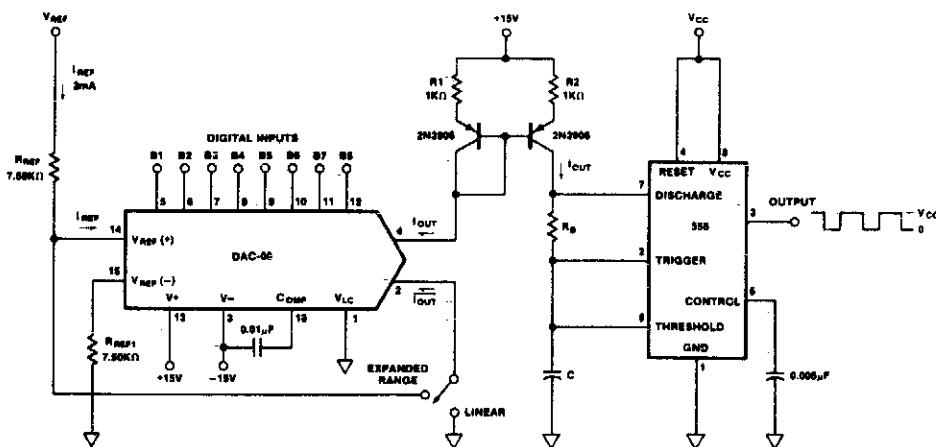 VREF
IREF
2mA
RREF
7.50KΩ
IREF
DIGITAL INPUTS
B1 B2 B3 B4 B5 B6 B7 B8
5 6 7 8 9 10 11 12
14
VREF (+)
DAC-08
15
VREF (−)
V+
V−
COMP
VLC
13
3
1
0.01μF
RREF1
7.50KΩ
+15V
−15V
4
IOUT
2
IOUT
EXPANDED
RANGE
LINEAR
+15V
R1
1KΩ
R2
1KΩ
2N3906
2N3906
IOUT
RB
C
VCC
4
8
RESET
VCC
7
DISCHARGE
555
3
OUTPUT
VCC
0
2
TRIGGER
CONTROL
5
6
THRESHOLD
GND
1
0.005μF